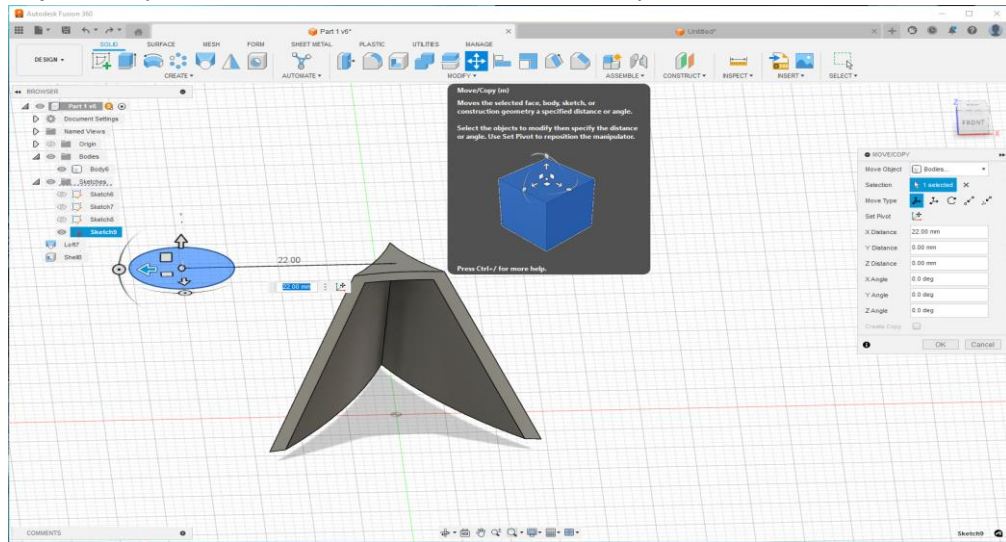 Autodesk Fusion 360
Part 1 v6*
Untitled*
DESIGN
SOLID
SURFACE
MESH
FORM
SHEET METAL
PLASTIC
UTILITIES
MANAGE
CREATE
AUTOMATE
MODIFY
ASSEMBLE
CONSTRUCT
INSPECT
INSERT
SELECT
BROWSER
Part 1 v6
Document Settings
Named Views
Origin
Bodies
Body6
Sketches
Sketch6
Sketch7
Sketch8
Sketch9
Loft7
Shell8
Move/Copy (m)
Moves the selected face, body, sketch, or
construction geometry a specified distance or angle.
Select the objects to modify then specify the distance
or angle. Use Set Pivot to reposition the manipulator.
Press Ctrl+/ for more help.
22.00
22.00 mm
Z
FRONT
MOVE/COPY
Move Object Bodies
Selection 1 selected
Move Type
Set Pivot
X Distance 22.00 mm
Y Distance 0.00 mm
Z Distance 0.00 mm
X Angle 0.0 deg
Y Angle 0.0 deg
Z Angle 0.0 deg
Create Copy
OK Cancel
COMMENTS
Sketch9